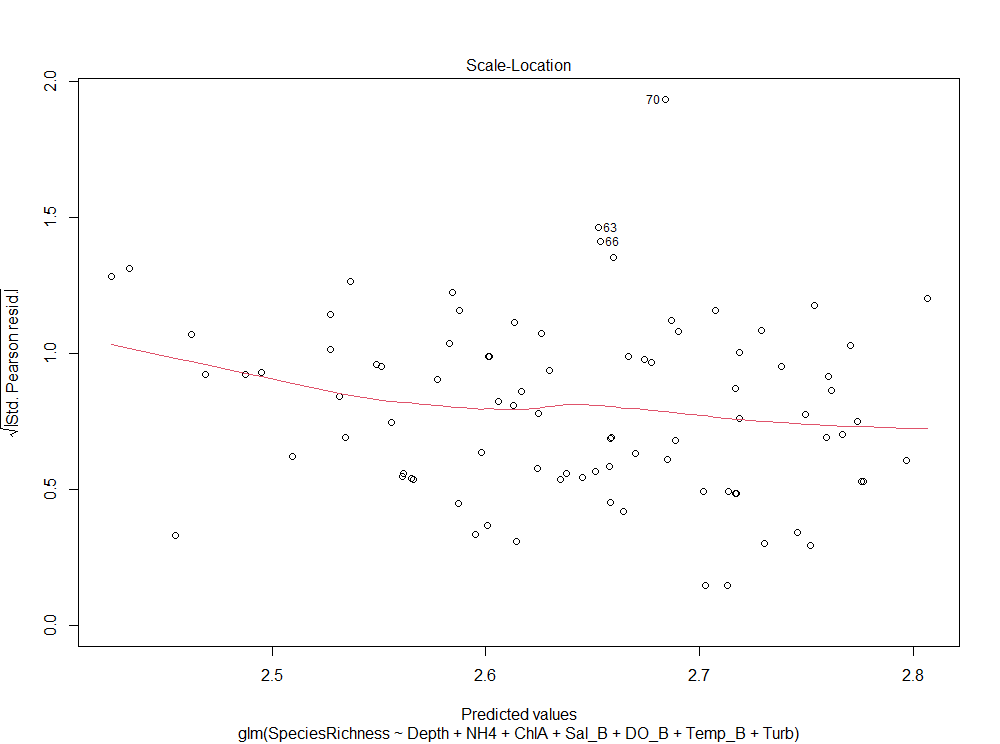 Scale-Location
2.0
70
1.5
63
66
1.0
0.5
0.0
√|Std. Pearson resid.|
2.5 2.6 2.7 2.8
Predicted values
glm(SpeciesRichness ~ Depth + NH4 + ChlA + Sal_B + DO_B + Temp_B + Turb)